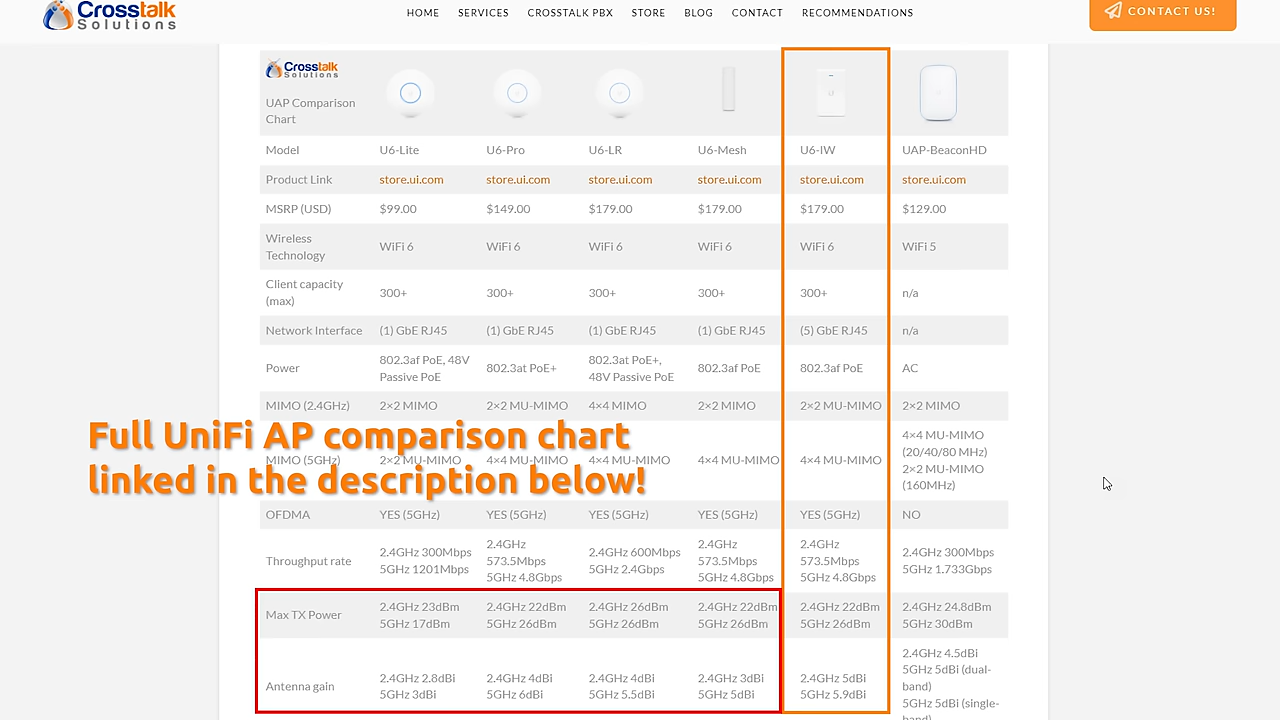 Crosstalk
Solutions
HOME SERVICES CROSSTALK PBX STORE BLOG CONTACT RECOMMENDATIONS
CONTACT US!
Crosstalk
Solutions
UAP Comparison
Chart
Model U6-Lite U6-Pro U6-LR U6-Mesh U6-IW UAP-BeaconHD
Product Link store.ui.com store.ui.com store.ui.com store.ui.com store.ui.com store.ui.com
MSRP (USD) $99.00 $149.00 $179.00 $179.00 $179.00 $129.00
Wireless
Technology WiFi 6 WiFi 6 WiFi 6 WiFi 6 WiFi 6 WiFi 5
Client capacity
(max) 300+ 300+ 300+ 300+ 300+ n/a
Network Interface (1) GbE RJ45 (1) GbE RJ45 (1) GbE RJ45 (1) GbE RJ45 (5) GbE RJ45 n/a
Power 802.3af PoE, 48V
Passive PoE 802.3at PoE+ 802.3at PoE+,
48V Passive PoE 802.3af PoE 802.3af PoE AC
MIMO (2.4GHz) 2×2 MIMO 2×2 MU-MIMO 4×4 MIMO 2×2 MIMO 2×2 MU-MIMO 2×2 MIMO
Full UniFi AP comparison chart
linked in the description below!
MIMO (5GHz) 2×2 MU-MIMO 4×4 MU-MIMO 4×4 MU-MIMO 4×4 MU-MIMO 4×4 MU-MIMO 4×4 MU-MIMO
(20/40/80 MHz)
2×2 MU-MIMO
(160MHz)
OFDMA YES (5GHz) YES (5GHz) YES (5GHz) YES (5GHz) YES (5GHz) NO
Throughput rate 2.4GHz 300Mbps
5GHz 1201Mbps 2.4GHz
573.5Mbps
5GHz 4.8Gbps 2.4GHz 600Mbps
5GHz 2.4Gbps 2.4GHz
573.5Mbps
5GHz 4.8Gbps 2.4GHz
573.5Mbps
5GHz 4.8Gbps 2.4GHz 300Mbps
5GHz 1.733Gbps
Max TX Power 2.4GHz 23dBm
5GHz 17dBm 2.4GHz 22dBm
5GHz 26dBm 2.4GHz 26dBm
5GHz 26dBm 2.4GHz 22dBm
5GHz 26dBm 2.4GHz 22dBm
5GHz 26dBm 2.4GHz 24.8dBm
5GHz 30dBm
Antenna gain 2.4GHz 2.8dBi
5GHz 3dBi 2.4GHz 4dBi
5GHz 6dBi 2.4GHz 4dBi
5GHz 5.5dBi 2.4GHz 3dBi
5GHz 5dBi 2.4GHz 5dBi
5GHz 5.9dBi 2.4GHz 4.5dBi
5GHz 5dBi (dual-
band)
5GHz 5dBi (single-
band)